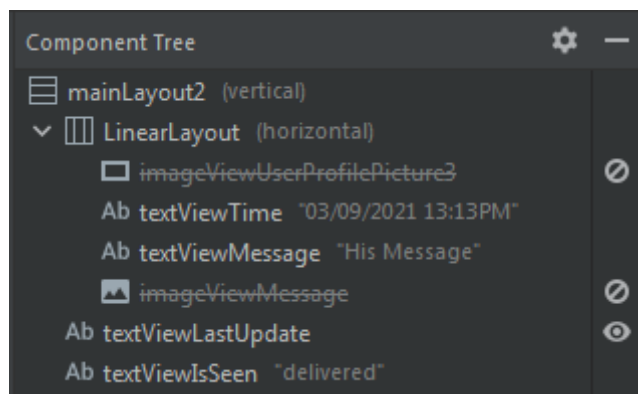 Component Tree
mainLayout2 (vertical)
LinearLayout (horizontal)
imageViewUserProfilePicture3
Ab textViewTime "03/09/2021 13:13PM"
Ab textViewMessage "His Message"
imageViewMessage
Ab textViewLastUpdate
Ab textViewIsSeen "delivered"